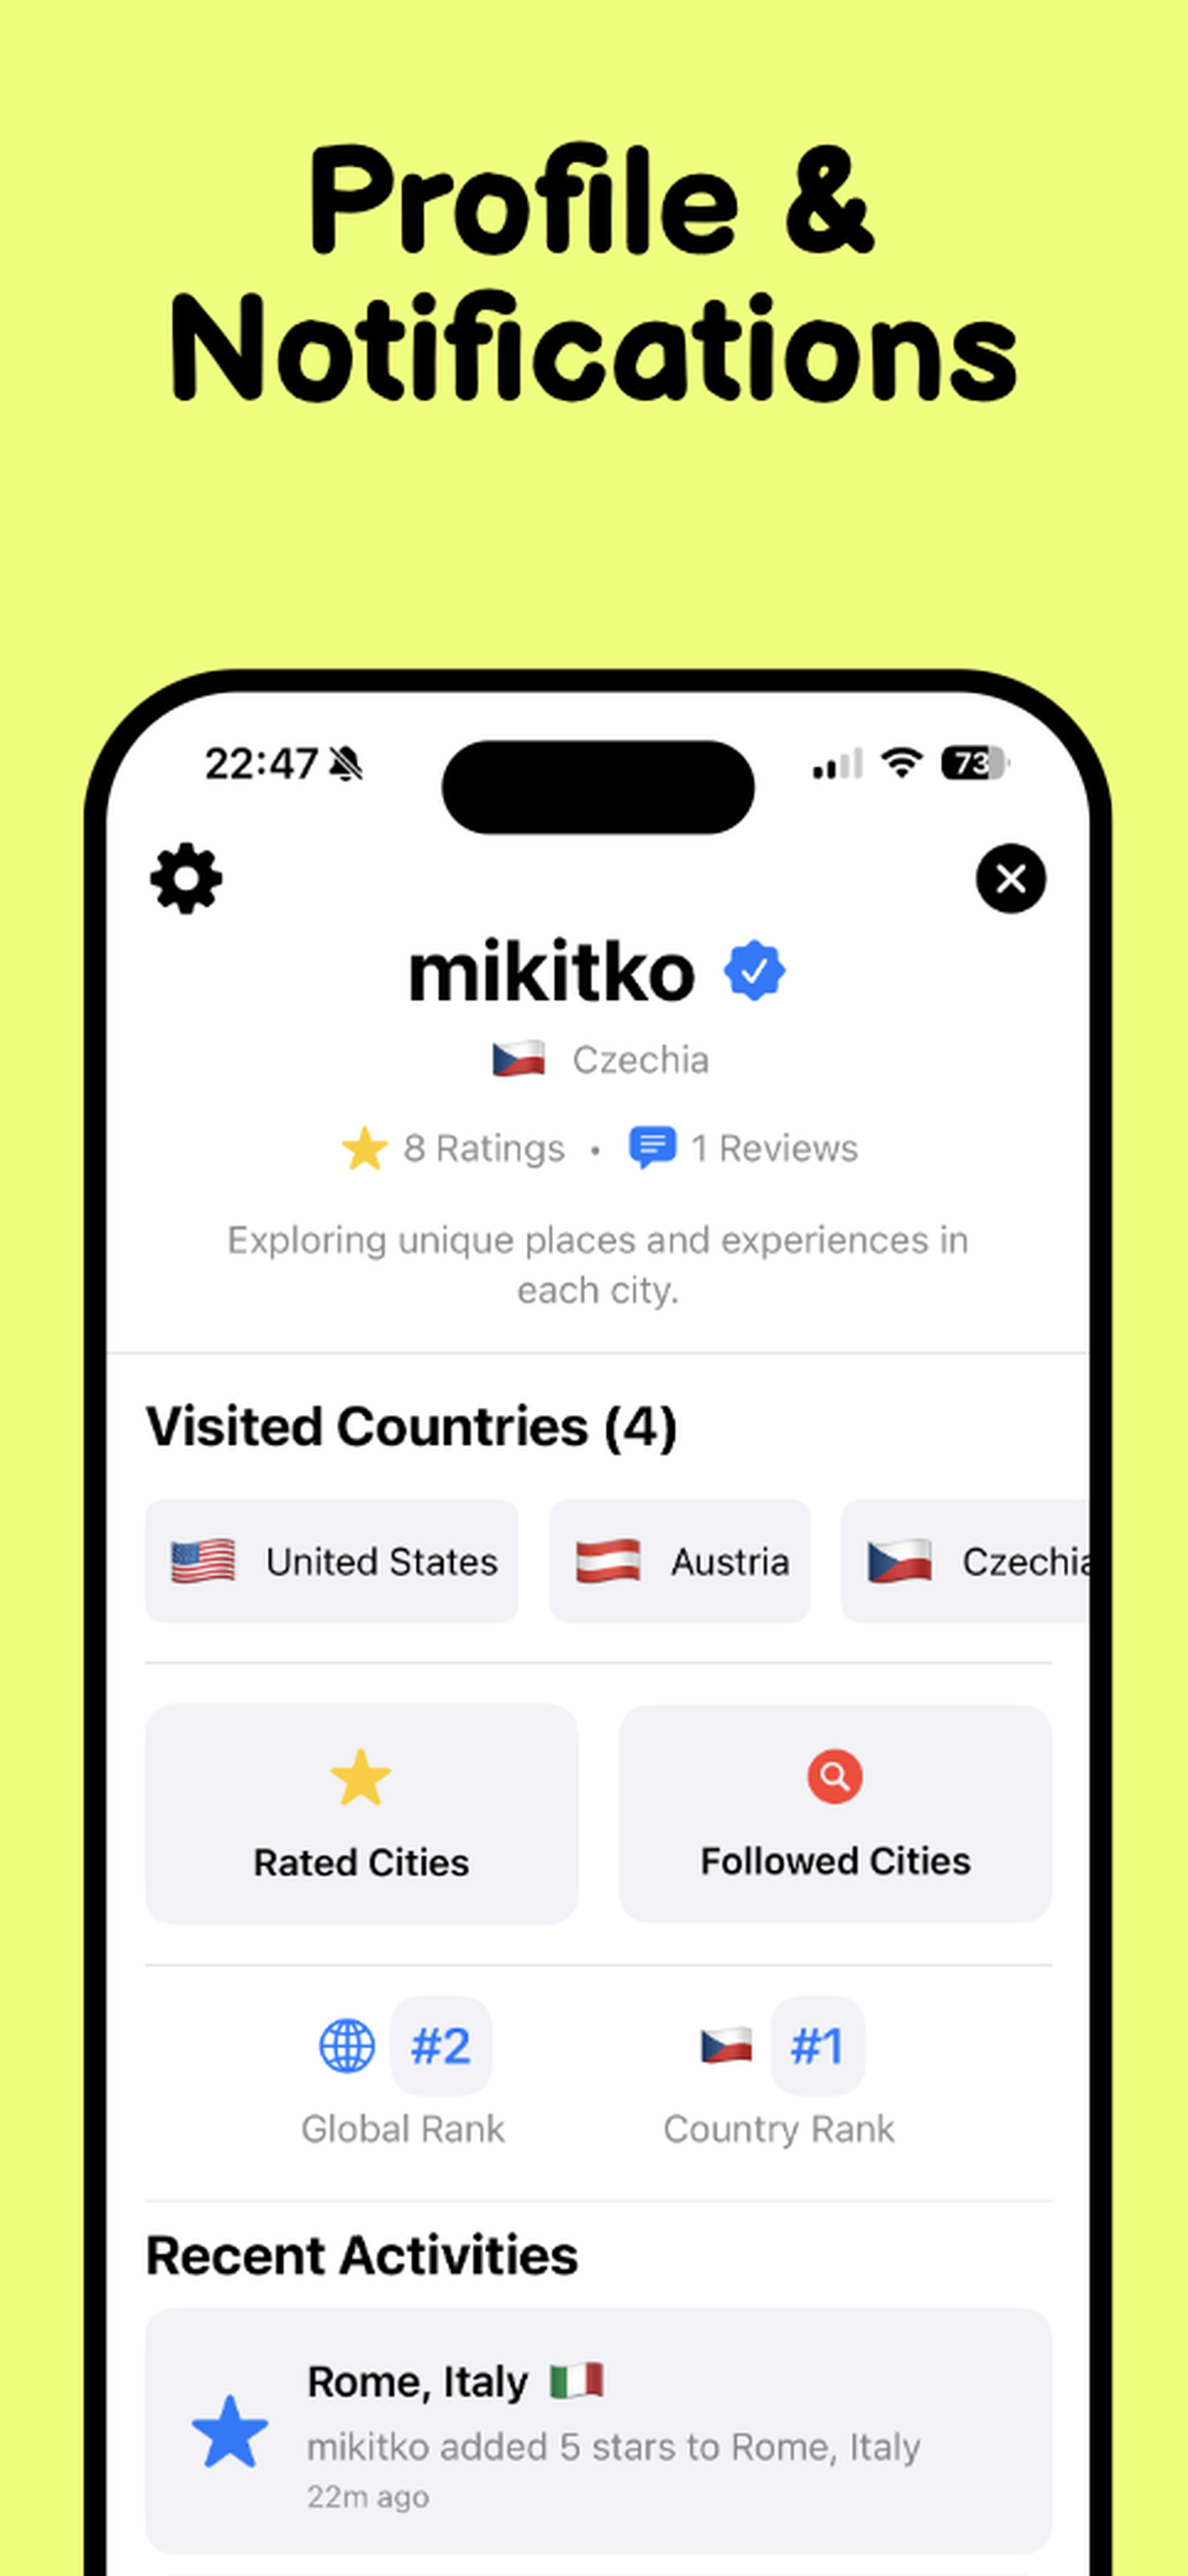 Profile &
Notifications
22:47
73
mikitko
Czechia
8 Ratings • 1 Reviews
Exploring unique places and experiences in
each city.
Visited Countries (4)
United States
Austria
Czechia
Rated Cities
Followed Cities
#2
#1
Global Rank
Country Rank
Recent Activities
Rome, Italy
mikitko added 5 stars to Rome, Italy
22m ago